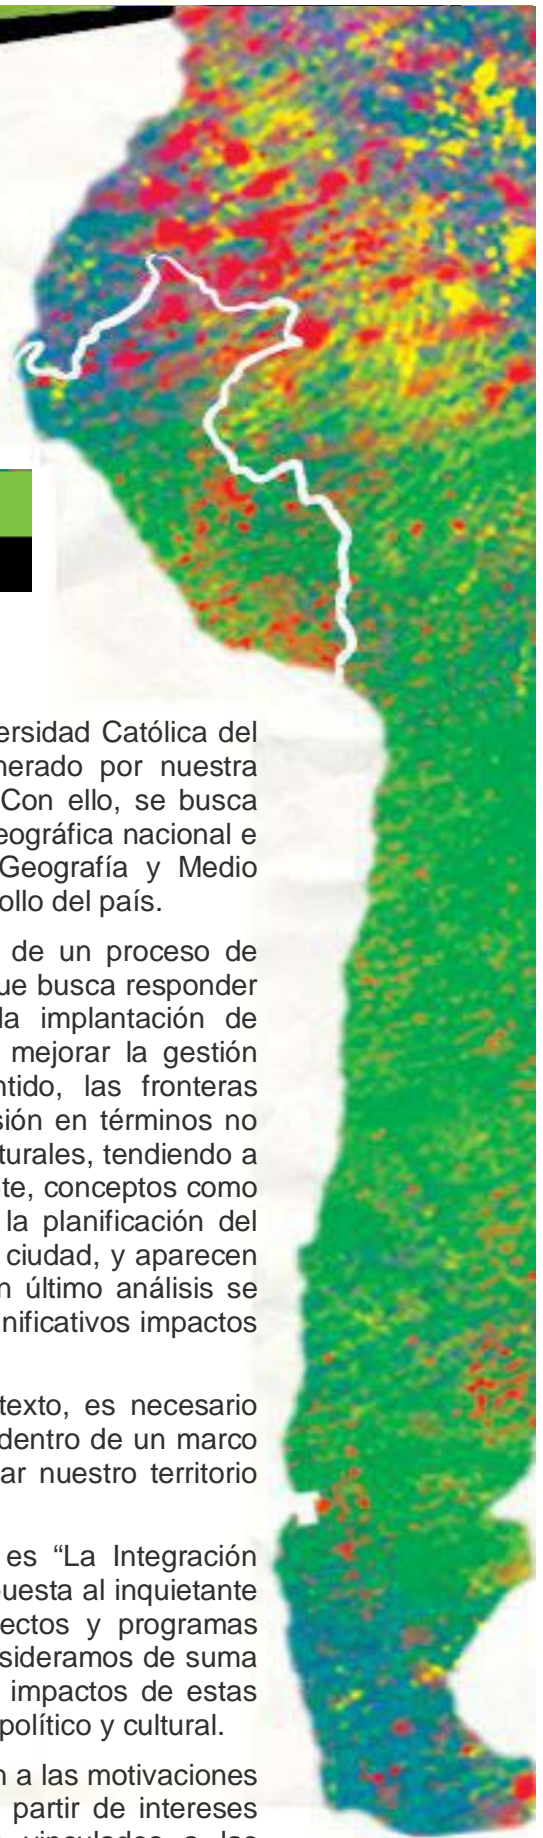 ersidad Católica del
nerado por nuestra
Con ello, se busca
eográfica nacional e
Geografía y Medio
ollo del país.
de un proceso de
ue busca responder
la implantación de
mejorar la gestión
ntido, las fronteras
sión en términos no
turales, tendiendo a
nte, conceptos como
la planificación del
ciudad, y aparecen
n último análisis se
nificativos impactos
texto, es necesario
dentro de un marco
ar nuestro territorio
es “La Integración
uesta al inquietante
ectos y programas
sideramos de suma
impactos de estas
político y cultural.
n a las motivaciones
partir de intereses
vinculados a las